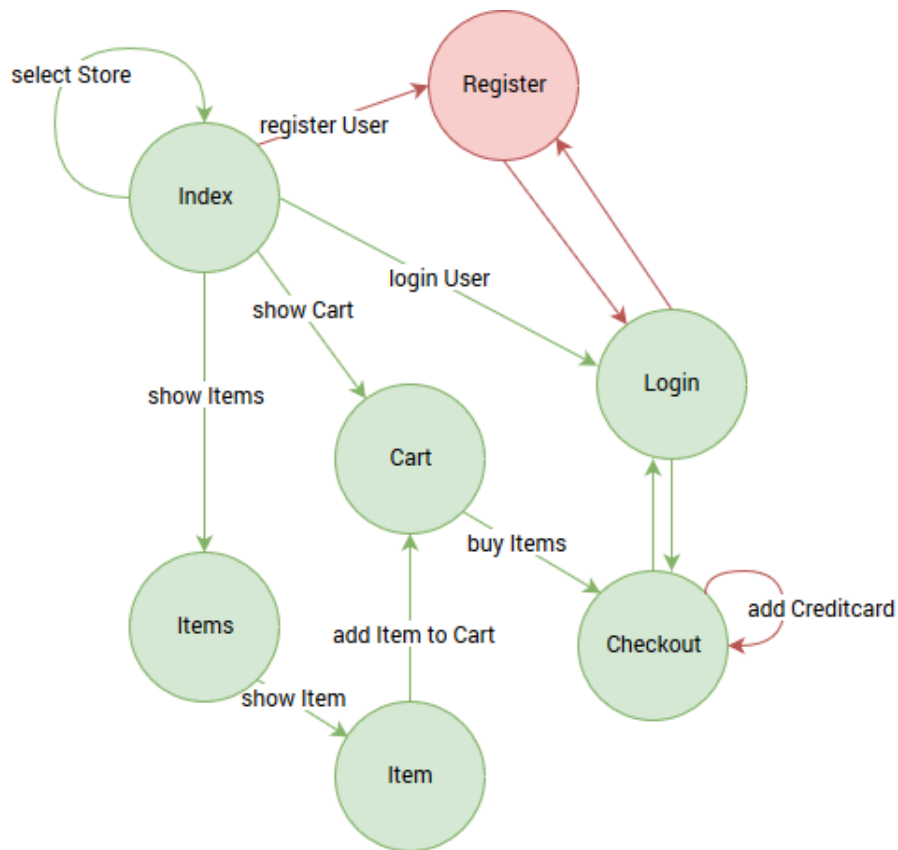 select Store
Register
register User
Index
login User
show Cart
Login
show Items
Cart
buy Items
Items
add Item to Cart
add Creditcard
Checkout
show Item
Item